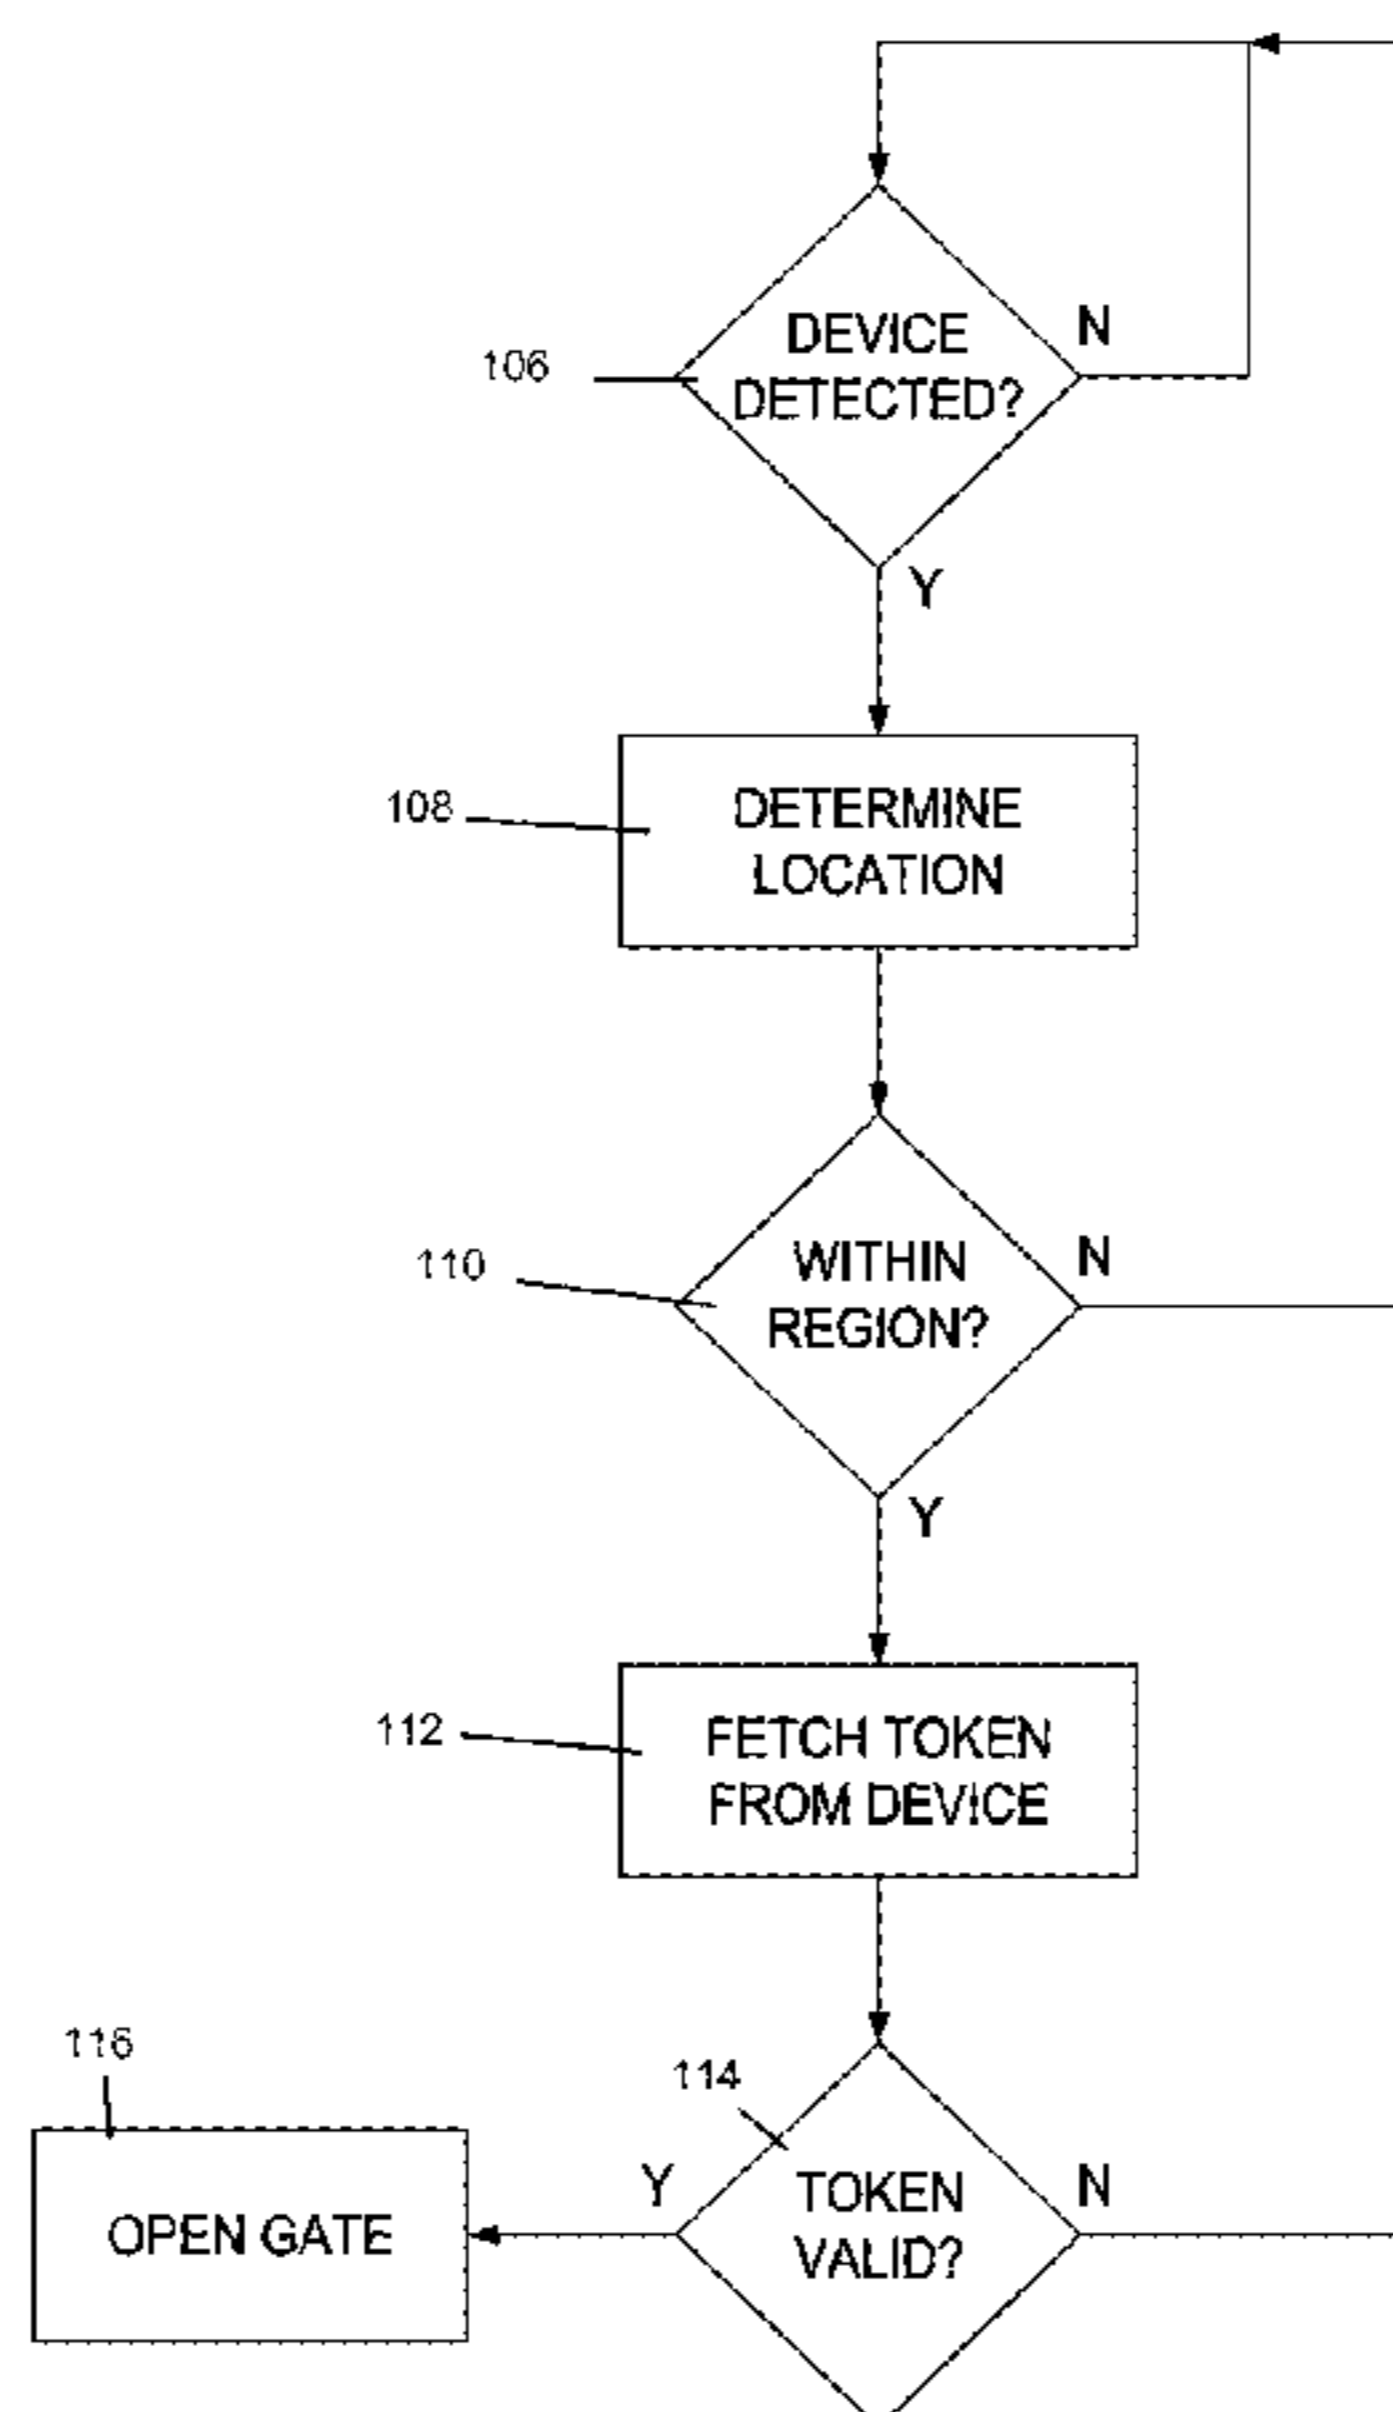 DEVICE
DETECTED?
N
106
Y
108
DETERMINE
LOCATION
110
WITHIN
REGION?
N
Y
112
FETCH TOKEN
FROM DEVICE
116
114
OPEN GATE
Y
TOKEN
VALID?
N